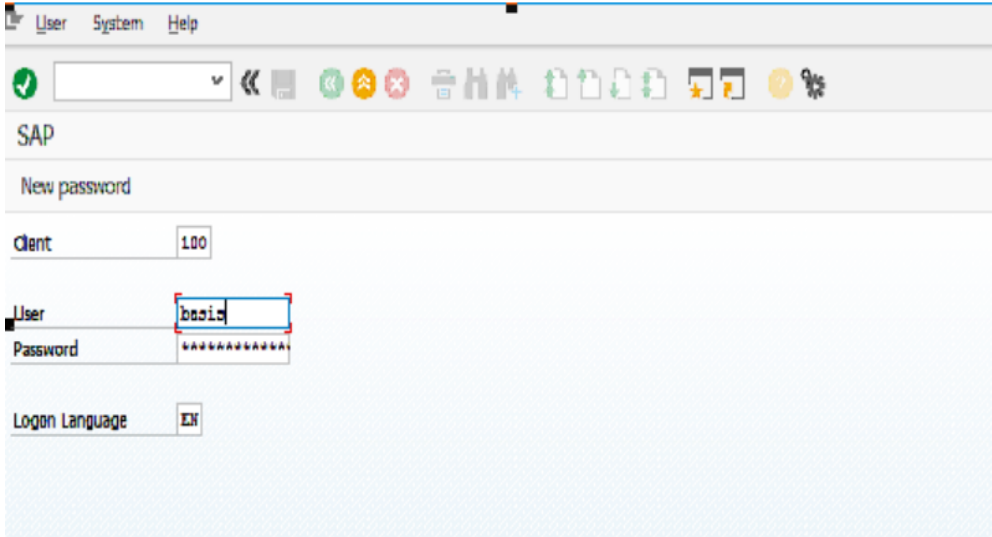 User System Help
SAP
New password
Client 100
User basis
Password *************
Logon Language EN